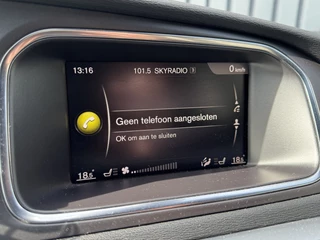 13:16 101.5 SKYRADIO 1 0 km/h
Geen telefoon aangesloten
OK om aan te sluiten
18.5° 18.5°